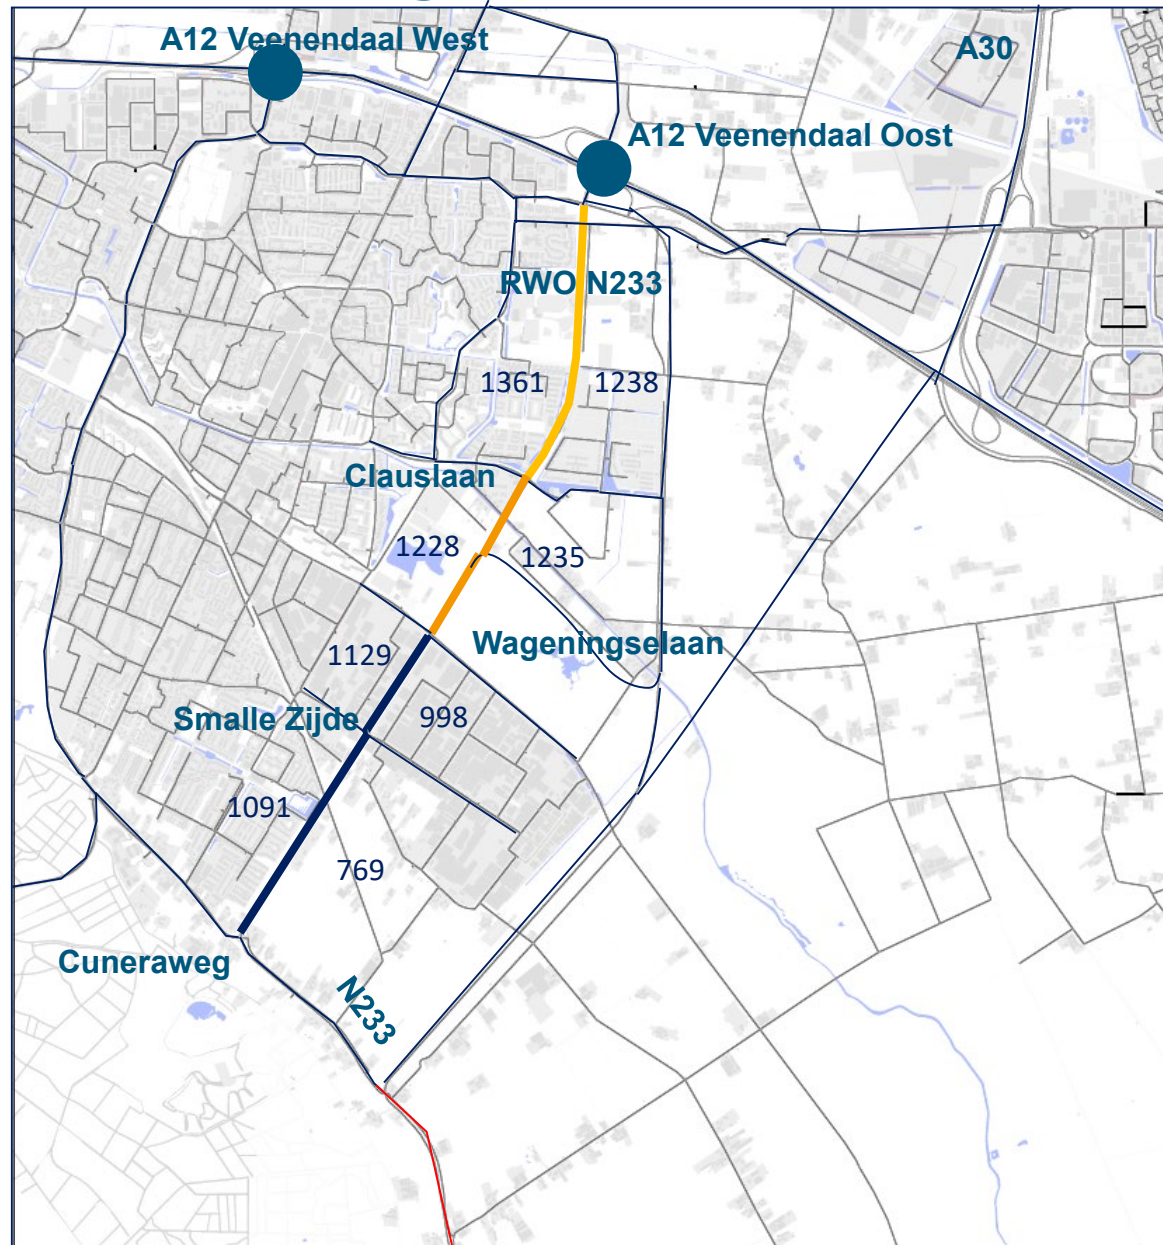 A12 Veenendaal West
A30
A12 Veenendaal Oost
RWO N233
1361
1238
Clauslaan
1228
1235
Wageningselaan
1129
Smalle Zijde
998
1091
769
Cuneraweg
N233